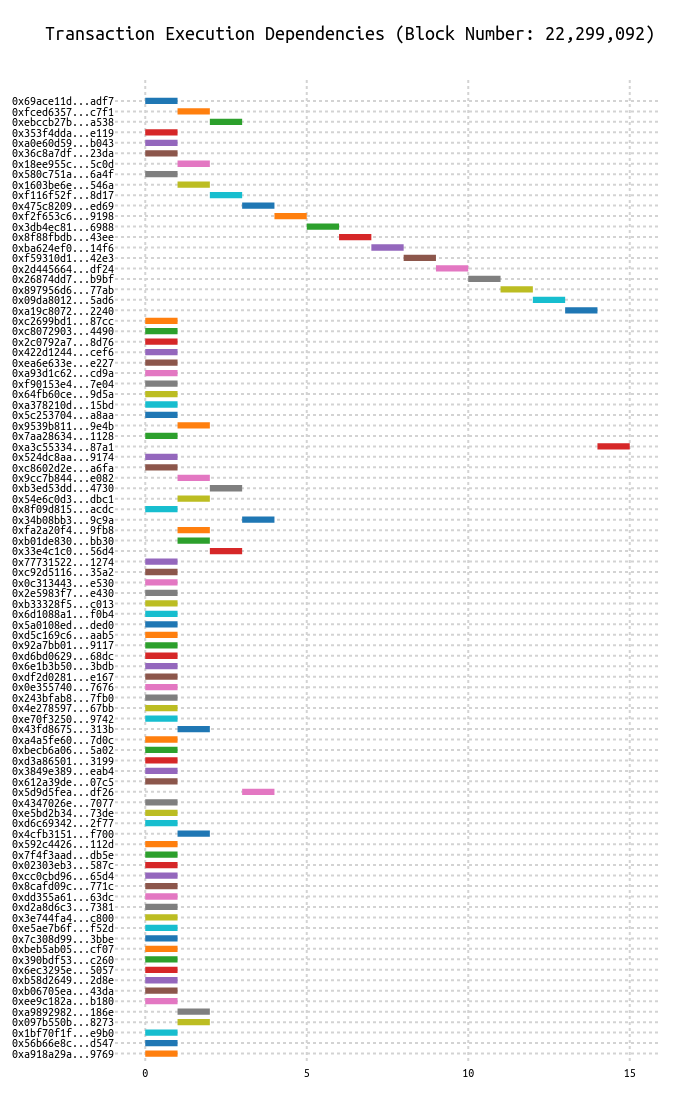 Transaction Execution Dependencies (Block Number: 22,299,092)
0x69ace11d...adf7
0xfced6357...c7f1
0xebccb27b...a538
0x353f4dda...e119
0xa0e60d59...b043
0x36c8a7df...23da
0x18ee955c...5c0d
0x580c751a...6a4f
0x1603be6e...546a
0xf116f52f...8d17
0x475c8209...ed69
0xf2f653c6...9198
0x3db4ec81...6988
0x8f88fbdb...43ee
0xba624ef0...14f6
0xf59310d1...42e3
0x2d445664...df24
0x26874dd7...b9bf
0x897956d6...77ab
0x09da8012...5ad6
0xa19c8072...2240
0xc2699bd1...87cc
0xc8072903...4490
0x2c0792a7...8d76
0x422d1244...cef6
0xea6e633e...e227
0xa93d1c62...cd9a
0xf90153e4...7e04
0x64fb60ce...9d5a
0xa378210d...15bd
0x5c253704...a8aa
0x9539b811...9e4b
0x7aa28634...1128
0xa3c55334...87a1
0x524dc8aa...9174
0xc8602d2e...a6fa
0x9cc7b844...e082
0xb3ed53dd...4730
0x54e6c0d3...dbc1
0x8f09d815...acdc
0x34b08bb3...9c9a
0xfa2a20f4...9fb8
0xb01de830...bb30
0x33e4c1c0...56d4
0x77731522...1274
0xc92d5116...35a2
0x0c313443...e530
0x2e5983f7...e430
0xb33328f5...c013
0x6d1088a1...f0b4
0x5a0108ed...ded0
0xd5c169c6...aab5
0x92a7bb01...9117
0xd6bd0629...68dc
0x6e1b3b50...3bdb
0xdf2d0281...e167
0x0e355740...7676
0x243bfab8...7fb0
0x4e278597...67bb
0xe70f3250...9742
0x43fd8675...313b
0xa4a5fe60...7d0c
0xbecb6a06...5a02
0xd3a86501...3199
0x3849e389...eab4
0x612a39de...07c5
0x5d9d5fea...df26
0x4347026e...7077
0xe5bd2b34...73de
0xd6c69342...2f77
0x4cfb3151...f700
0x592c4426...112d
0x7f4f3aad...db5e
0x02303eb3...587c
0xcc0cbd96...65d4
0x8cafd09c...771c
0xdd355a61...63dc
0xd2a8d6c3...7381
0x3e744fa4...c800
0xe5ae7b6f...f52d
0x7c308d99...3bbe
0xbeb5ab05...cf07
0x390bdf53...c260
0x6ec3295e...5057
0xb58d2649...2d8e
0xb06705ea...43da
0xee9c182a...b180
0xa9892982...186e
0x097b550b...8273
0x1bf70f1f...e9b0
0x56b66e8c...d547
0xa918a29a...9769
0 5 10 15